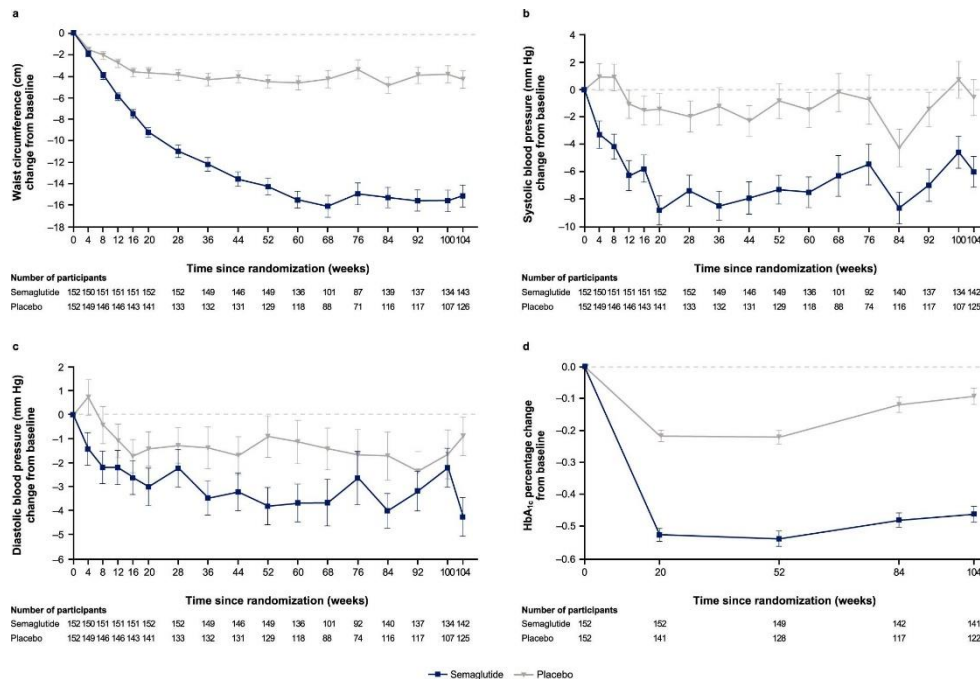 a
Waist circumference (cm)
change from baseline
0
–2
–4
–6
–8
–10
–12
–14
–16
–18
0 4 8 12 16 20 28 36 44 52 60 68 76 84 92 100 104
Time since randomization (weeks)
Number of participants
Semaglutide 152 150 151 151 151 152 152 149 146 149 136 101 87 139 137 134 143
Placebo 152 149 146 146 143 141 133 132 131 129 118 88 71 116 117 107 126
b
Systolic blood pressure (mm Hg)
change from baseline
4
2
0
–2
–4
–6
–8
–10
0 4 8 12 16 20 28 36 44 52 60 68 76 84 92 100 104
Time since randomization (weeks)
Number of participants
Semaglutide 152 150 151 151 151 152 152 149 146 149 136 101 92 140 137 134 142
Placebo 152 149 146 146 143 141 133 132 131 129 118 88 74 116 117 107 125
c
Diastolic blood pressure (mm Hg)
change from baseline
2
1
0
–1
–2
–3
–4
–5
–6
0 4 8 12 16 20 28 36 44 52 60 68 76 84 92 100 104
Time since randomization (weeks)
Number of participants
Semaglutide 152 150 151 151 151 152 152 149 146 149 136 101 92 140 137 134 142
Placebo 152 149 146 146 143 141 133 132 131 129 118 88 74 116 117 107 125
d
HbA1c percentage change
from baseline
0.0
–0.1
–0.2
–0.3
–0.4
–0.5
–0.6
0 20 52 84 104
Time since randomization (weeks)
Number of participants
Semaglutide 152 152 149 142 141
Placebo 152 141 128 117 122
Semaglutide Placebo